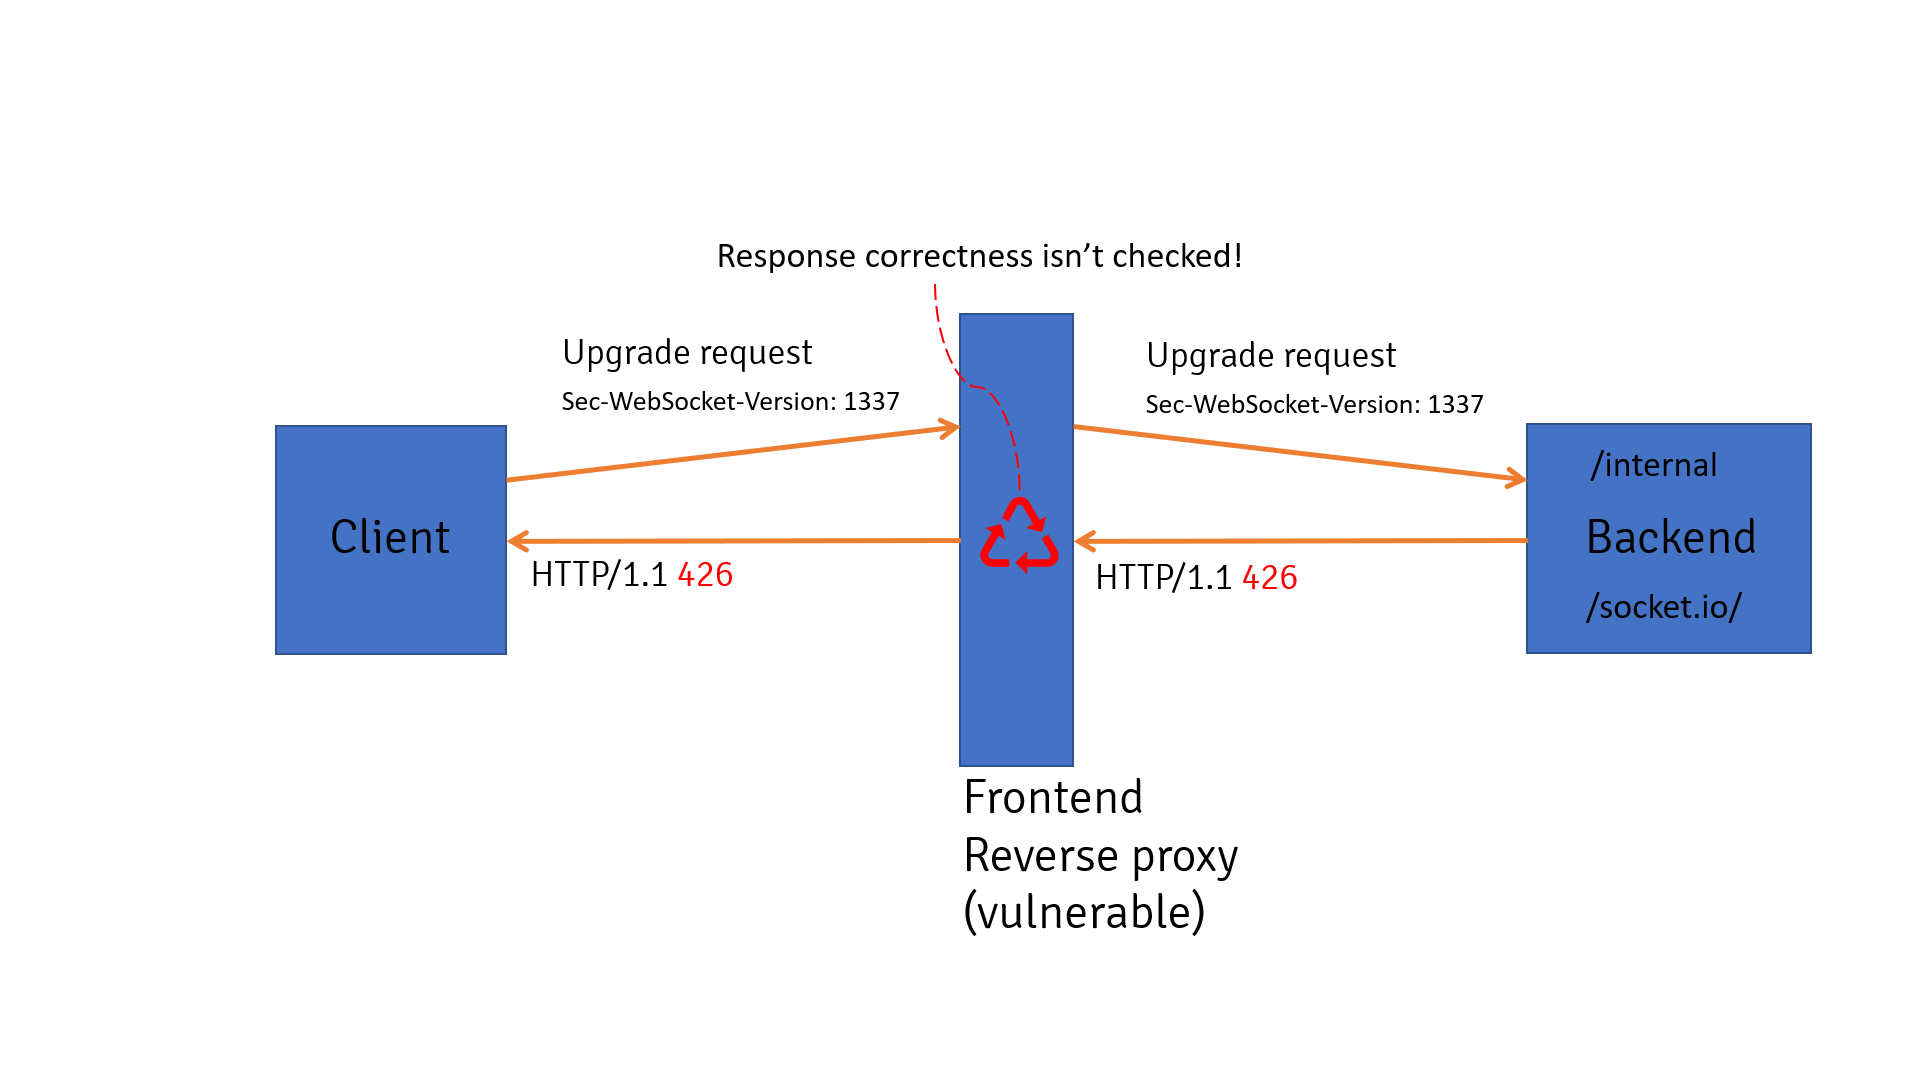 Response correctness isn’t checked!
Upgrade request
Sec-WebSocket-Version: 1337
Upgrade request
Sec-WebSocket-Version: 1337
Client
HTTP/1.1 426
HTTP/1.1 426
/internal
Backend
/socket.io/
Frontend
Reverse proxy
(vulnerable)